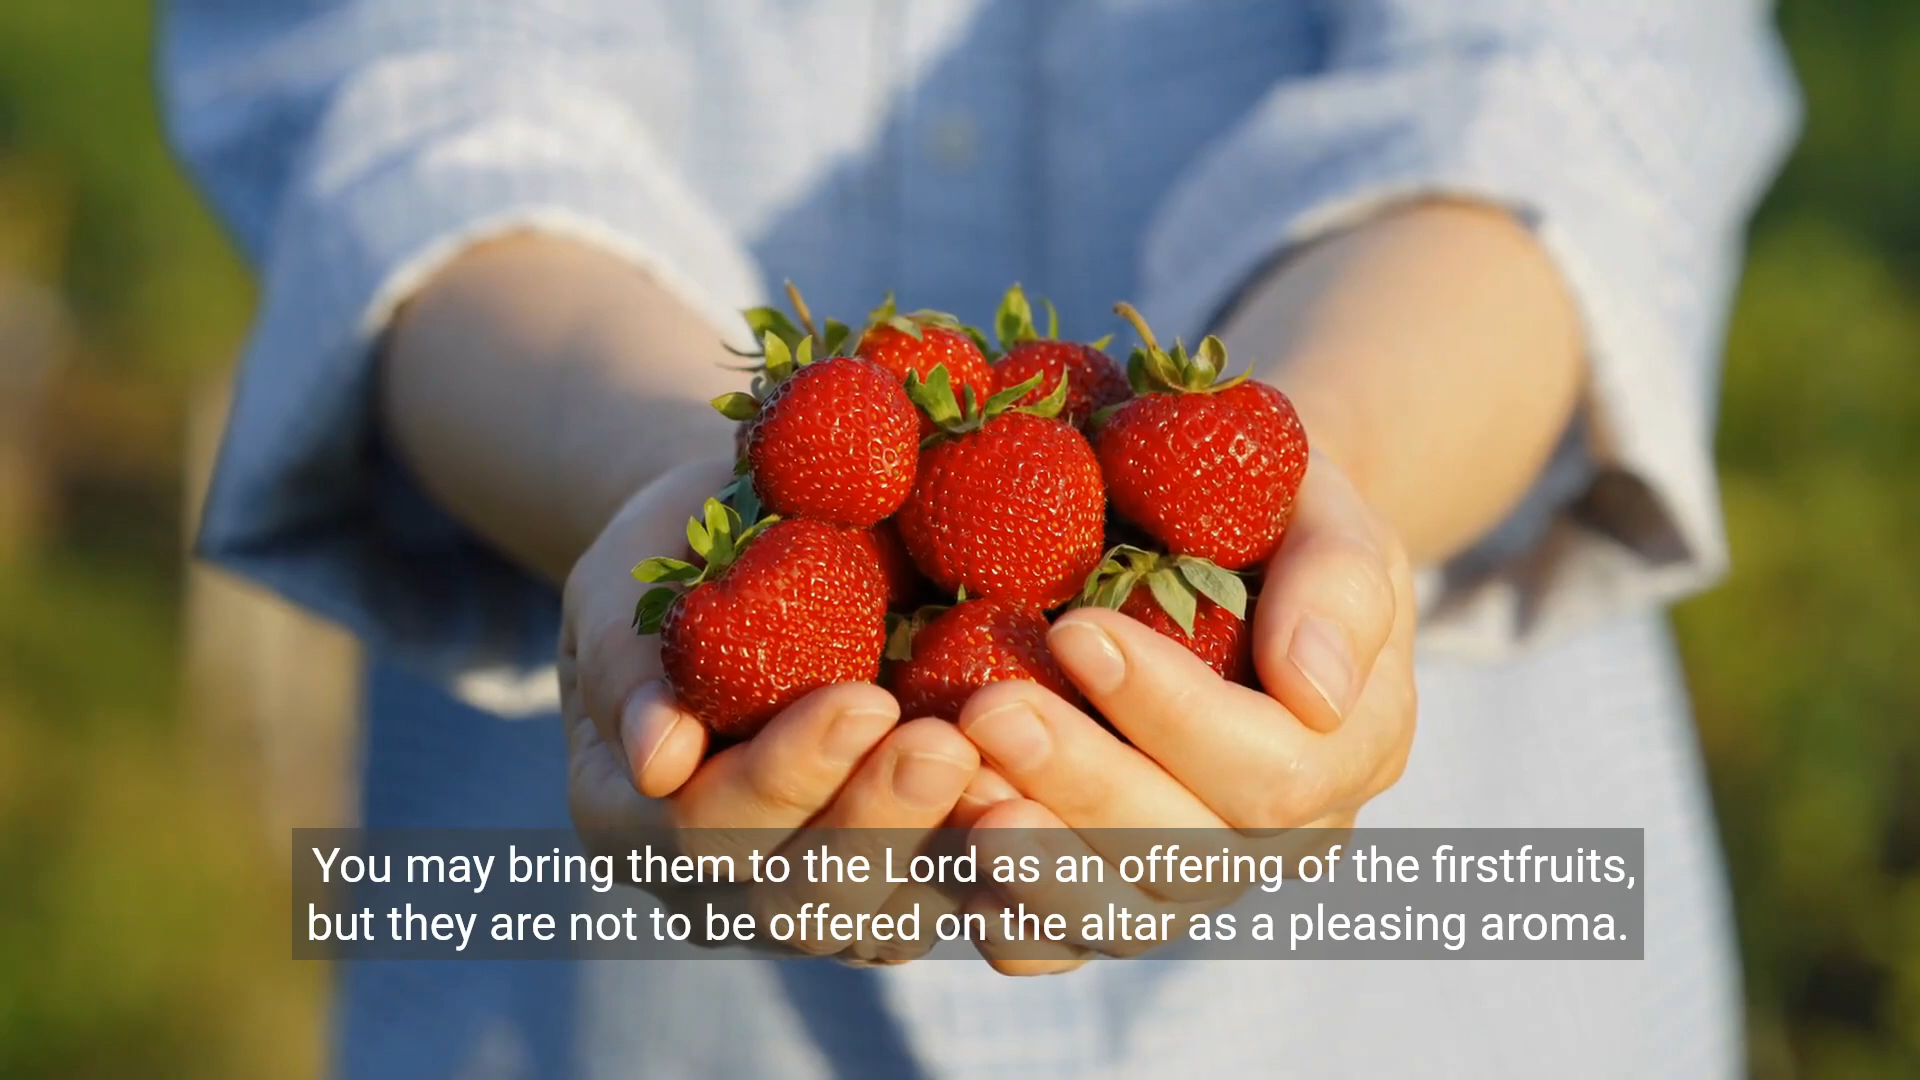 You may bring them to the Lord as an offering of the firstfruits,
but they are not to be offered on the altar as a pleasing aroma.